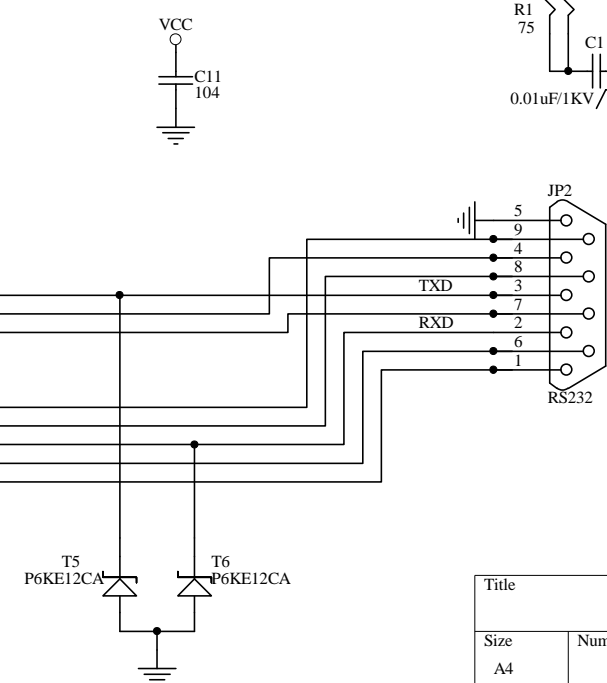 R1
75
VCC
C1
C11
104
0.01uF/1KV
JP2
5
9
4
8
TXD 3
7
RXD 2
6
1
RS232
T5
P6KE12CA
T6
P6KE12CA
Title
Size
Num
A4